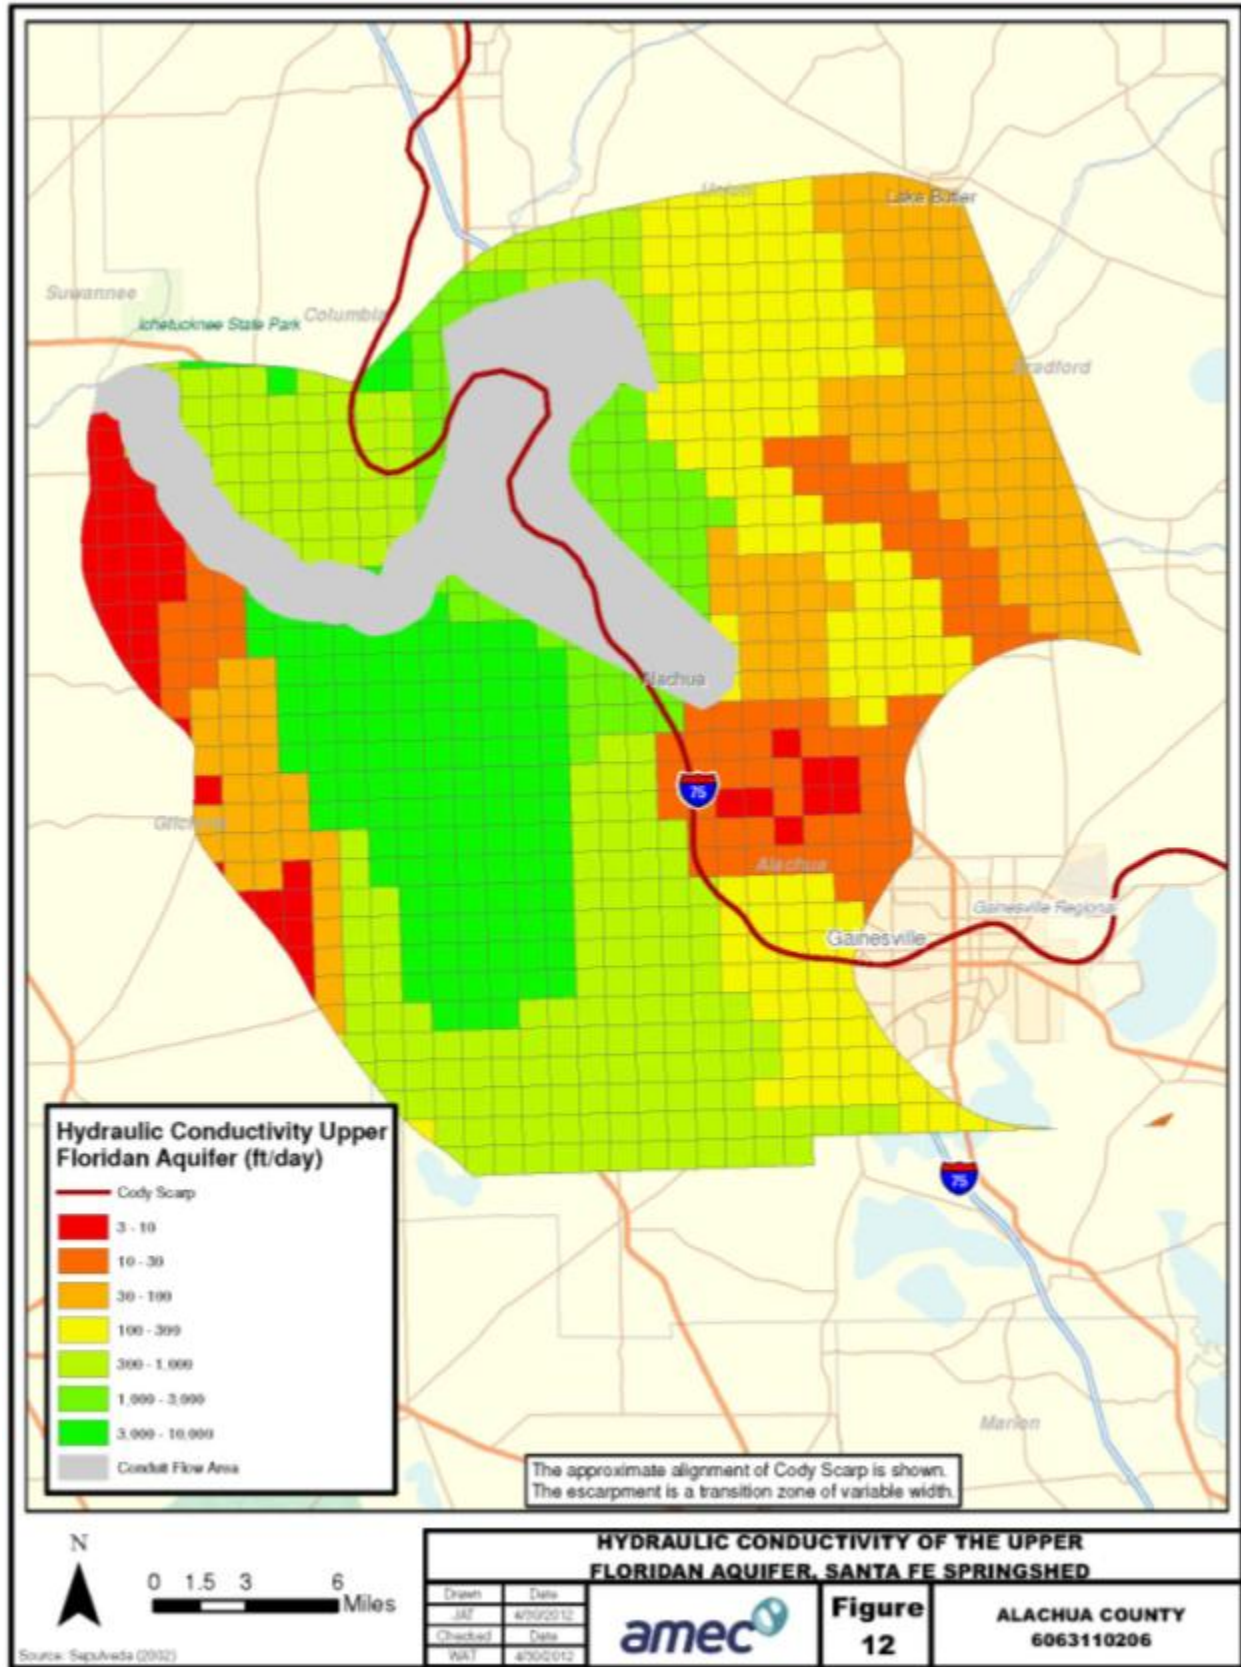 Union
Lake Butler
Suwannee
Ichetucknee State Park
Columbia
Bradford
Alachua
75
Gilchrist
Alachua
Gainesville Regional
Gainesville
75
Marion
Hydraulic Conductivity Upper
Floridan Aquifer (ft/day)
Cody Scarp
3 - 10
10 - 30
30 - 100
100 - 300
300 - 1,000
1,000 - 3,000
3,000 - 10,000
Conduit Flow Area
The approximate alignment of Cody Scarp is shown.
The escarpment is a transition zone of variable width.
N
0 1.5 3 6
Miles
Source: Sepulveda (2002)
HYDRAULIC CONDUCTIVITY OF THE UPPER
FLORIDAN AQUIFER, SANTA FE SPRINGSHED
Drawn Date
JAT 4/30/2012
Checked Date
WAT 4/30/2012
amec
Figure
12
ALACHUA COUNTY
6063110206